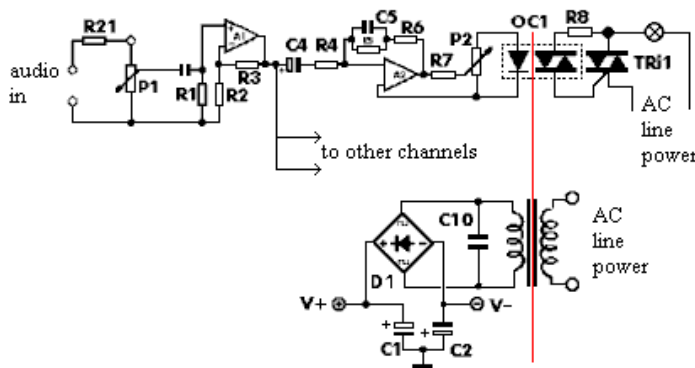 R21
audio
in
P1
R1
R2
A1
R3
C4
R4
C5
R5
R6
A2
R7
P2
OC1
R8
TRi1
AC
line
power
to other channels
C10
D1
AC
line
power
V+
V-
+
C1
+
C2